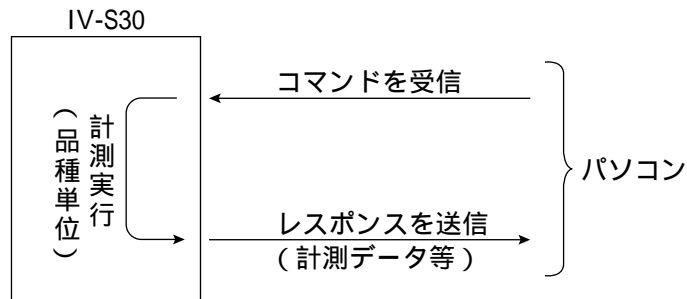 IV-S30
コマンドを受信
計測実行
(品種単位)
パソコン
レスポンスを送信
(計測データ等)